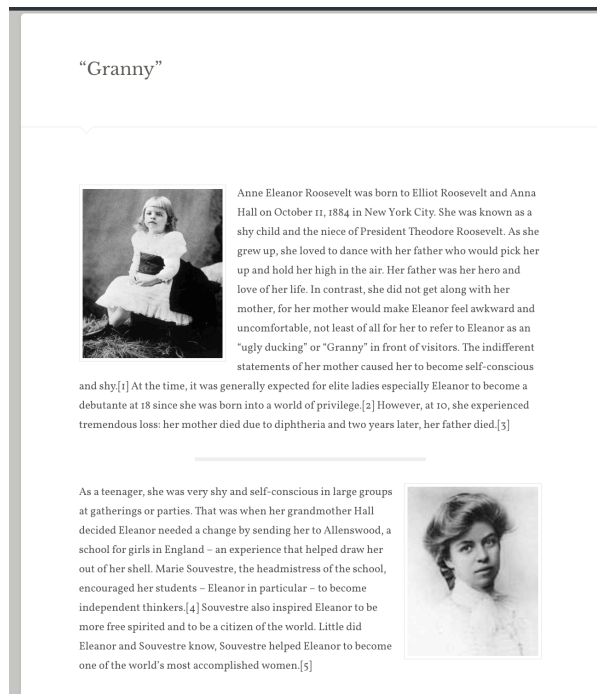 “Granny”
Anne Eleanor Roosevelt was born to Elliot Roosevelt and Anna
Hall on October 11, 1884 in New York City. She was known as a
shy child and the niece of President Theodore Roosevelt. As she
grew up, she loved to dance with her father who would pick her
up and hold her high in the air. Her father was her hero and
love of her life. In contrast, she did not get along with her
mother, for her mother would make Eleanor feel awkward and
uncomfortable, not least of all for her to refer to Eleanor as an
“ugly ducking” or “Granny” in front of visitors. The indifferent
statements of her mother caused her to become self-conscious
and shy.[1] At the time, it was generally expected for elite ladies especially Eleanor to become a
debutante at 18 since she was born into a world of privilege.[2] However, at 10, she experienced
tremendous loss: her mother died due to diphtheria and two years later, her father died.[3]
As a teenager, she was very shy and self-conscious in large groups
at gatherings or parties. That was when her grandmother Hall
decided Eleanor needed a change by sending her to Allenswood, a
school for girls in England – an experience that helped draw her
out of her shell. Marie Souvestre, the headmistress of the school,
encouraged her students – Eleanor in particular – to become
independent thinkers.[4] Souvestre also inspired Eleanor to be
more free spirited and to be a citizen of the world. Little did
Eleanor and Souvestre know, Souvestre helped Eleanor to become
one of the world’s most accomplished women.[5]